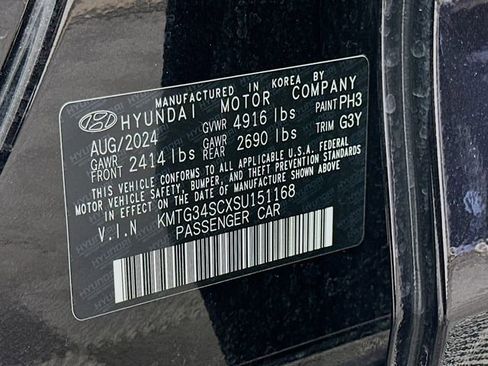 MANUFACTURED IN KOREA BY
HYUNDAI MOTOR COMPANY
AUG/2024 GVWR 4916 lbs PAINT PH3
GAWR FRONT 2414 lbs GAWR REAR 2690 lbs TRIM G3Y
THIS VEHICLE CONFORMS TO ALL APPLICABLE U.S.A. FEDERAL
MOTOR VEHICLE SAFETY, BUMPER, AND THEFT PREVENTION STANDARDS
IN EFFECT ON THE DATE OF MANUFACTURE SHOWN ABOVE.
V.I.N KMTG34SCXSU151168
PASSENGER CAR